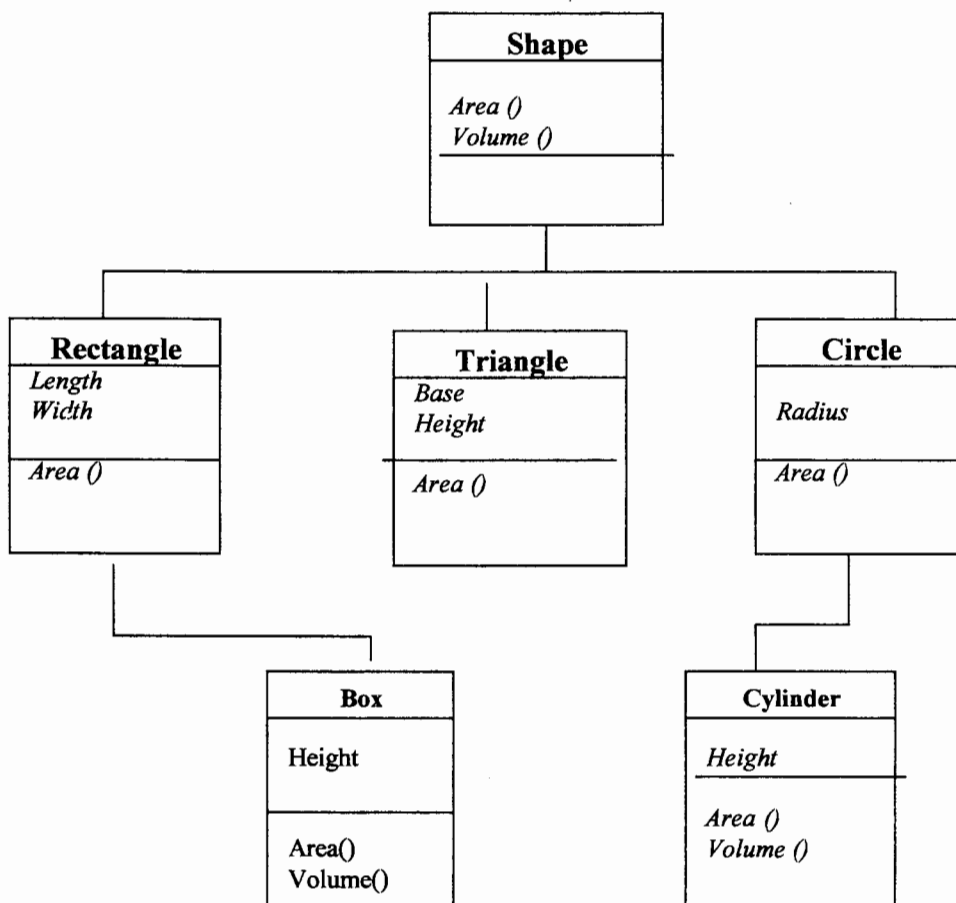 Shape
Area ()
Volume ()
Rectangle
Length
Width
Area ()
Triangle
Base
Height
Area ()
Circle
Radius
Area ()
Box
Height
Area()
Volume()
Cylinder
Height
Area ()
Volume ()